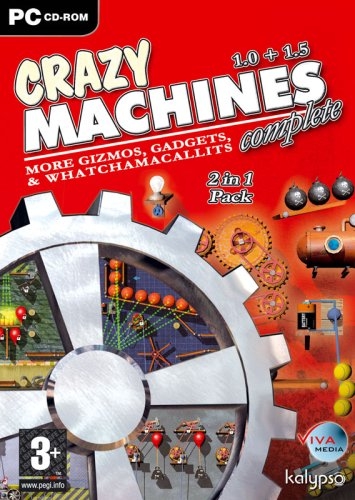 PC CD-ROM
CRAZY
1.0 + 1.5
MACHINES
complete
MORE GIZMOS, GADGETS,
& WHATCHAMACALLITS
2 in 1
Pack
3+
www.pegi.info
VIVA
MEDIA
kalypso